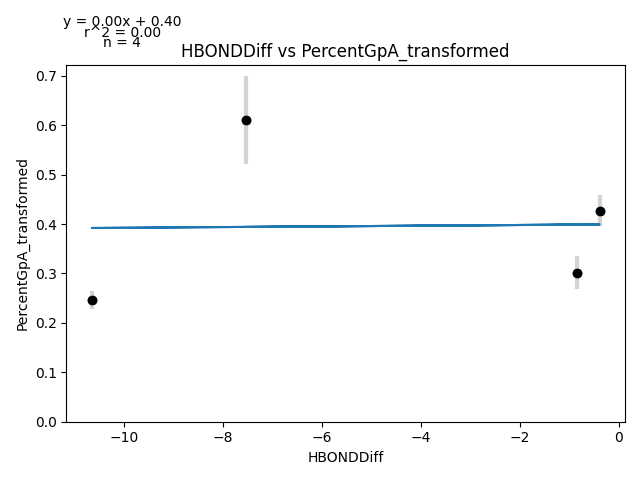 y = 0.00x + 0.40
r^2 = 0.00
n = 4
HBONDDiff vs PercentGpA_transformed
0.7
0.6
0.5
0.4
0.3
0.2
0.1
0.0
PercentGpA_transformed
−10
−8
−6
−4
−2
0
HBONDDiff